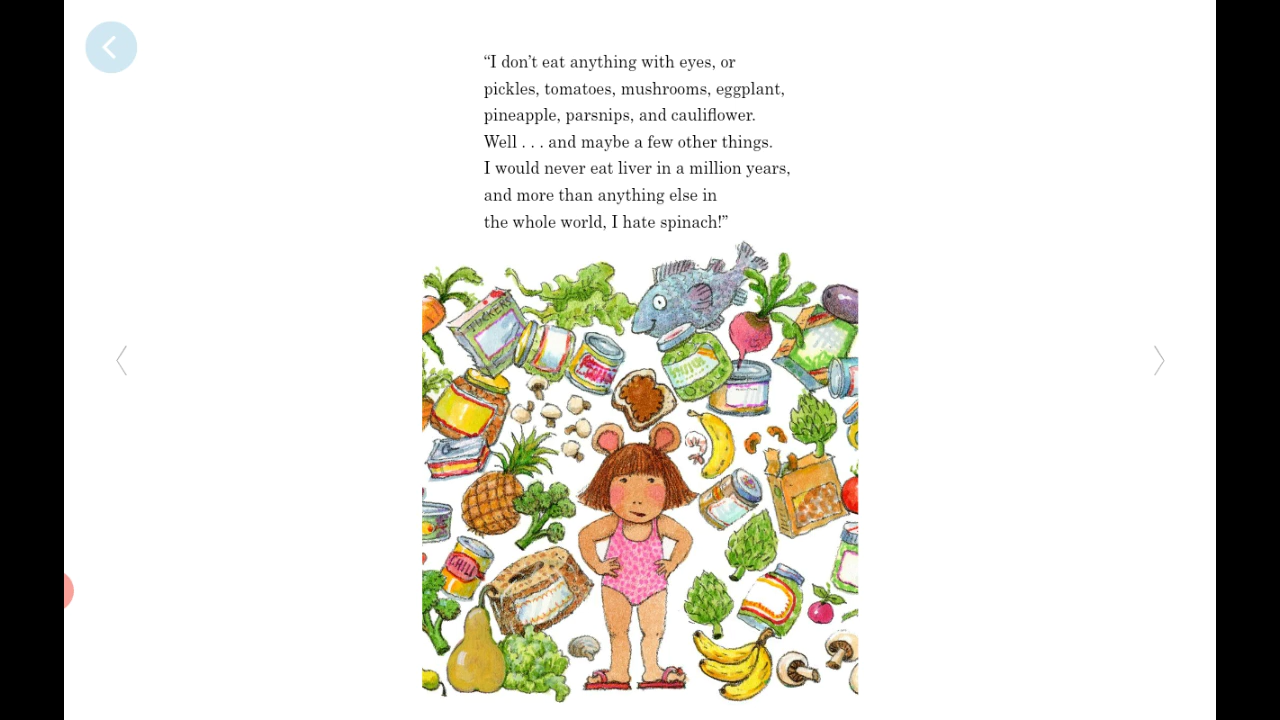 “I don’t eat anything with eyes, or
pickles, tomatoes, mushrooms, eggplant,
pineapple, parsnips, and cauliflower.
Well . . . and maybe a few other things.
I would never eat liver in a million years,
and more than anything else in
the whole world, I hate spinach!”
CHILI